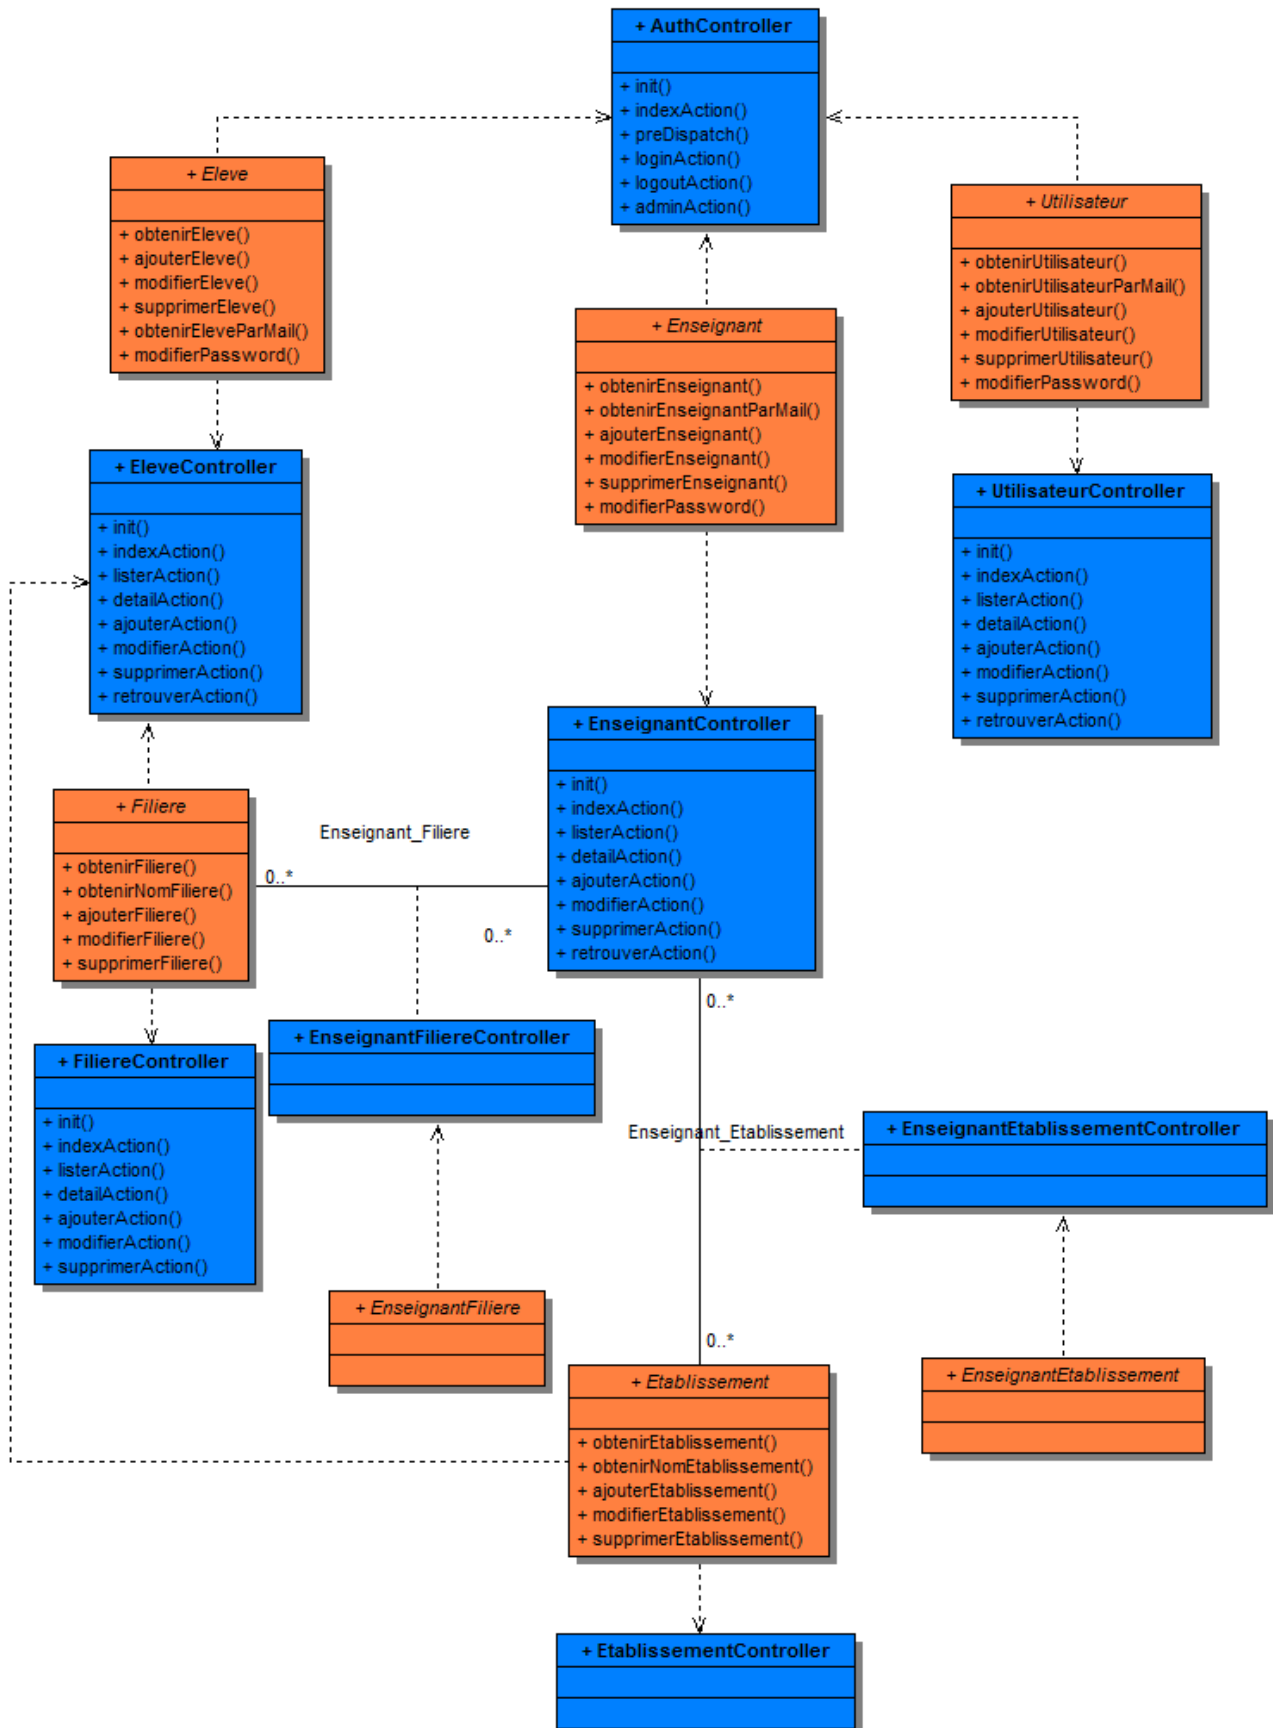 + AuthController
+ init()
+ indexAction()
+ preDispatch()
+ loginAction()
+ logoutAction()
+ adminAction()
+ Eleve
+ obtenirEleve()
+ ajouterEleve()
+ modifierEleve()
+ supprimerEleve()
+ obtenirEleveParMail()
+ modifierPassword()
+ Utilisateur
+ obtenirUtilisateur()
+ obtenirUtilisateurParMail()
+ ajouterUtilisateur()
+ modifierUtilisateur()
+ supprimerUtilisateur()
+ modifierPassword()
+ Enseignant
+ obtenirEnseignant()
+ obtenirEnseignantParMail()
+ ajouterEnseignant()
+ modifierEnseignant()
+ supprimerEnseignant()
+ modifierPassword()
+ EleveController
+ init()
+ indexAction()
+ listerAction()
+ detailAction()
+ ajouterAction()
+ modifierAction()
+ supprimerAction()
+ retrouverAction()
+ UtilisateurController
+ init()
+ indexAction()
+ listerAction()
+ detailAction()
+ ajouterAction()
+ modifierAction()
+ supprimerAction()
+ retrouverAction()
+ EnseignantController
+ init()
+ indexAction()
+ listerAction()
+ detailAction()
+ ajouterAction()
+ modifierAction()
+ supprimerAction()
+ retrouverAction()
+ Filiere
+ obtenirFiliere()
+ obtenirNomFiliere()
+ ajouterFiliere()
+ modifierFiliere()
+ supprimerFiliere()
Enseignant_Filiere
0..*
0..*
0..*
+ EnseignantFiliereController
+ FiliereController
+ init()
+ indexAction()
+ listerAction()
+ detailAction()
+ ajouterAction()
+ modifierAction()
+ supprimerAction()
Enseignant_Etablissement
+ EnseignantEtablissementController
+ EnseignantFiliere
0..*
+ Etablissement
+ obtenirEtablissement()
+ obtenirNomEtablissement()
+ ajouterEtablissement()
+ modifierEtablissement()
+ supprimerEtablissement()
+ EnseignantEtablissement
+ EtablissementController